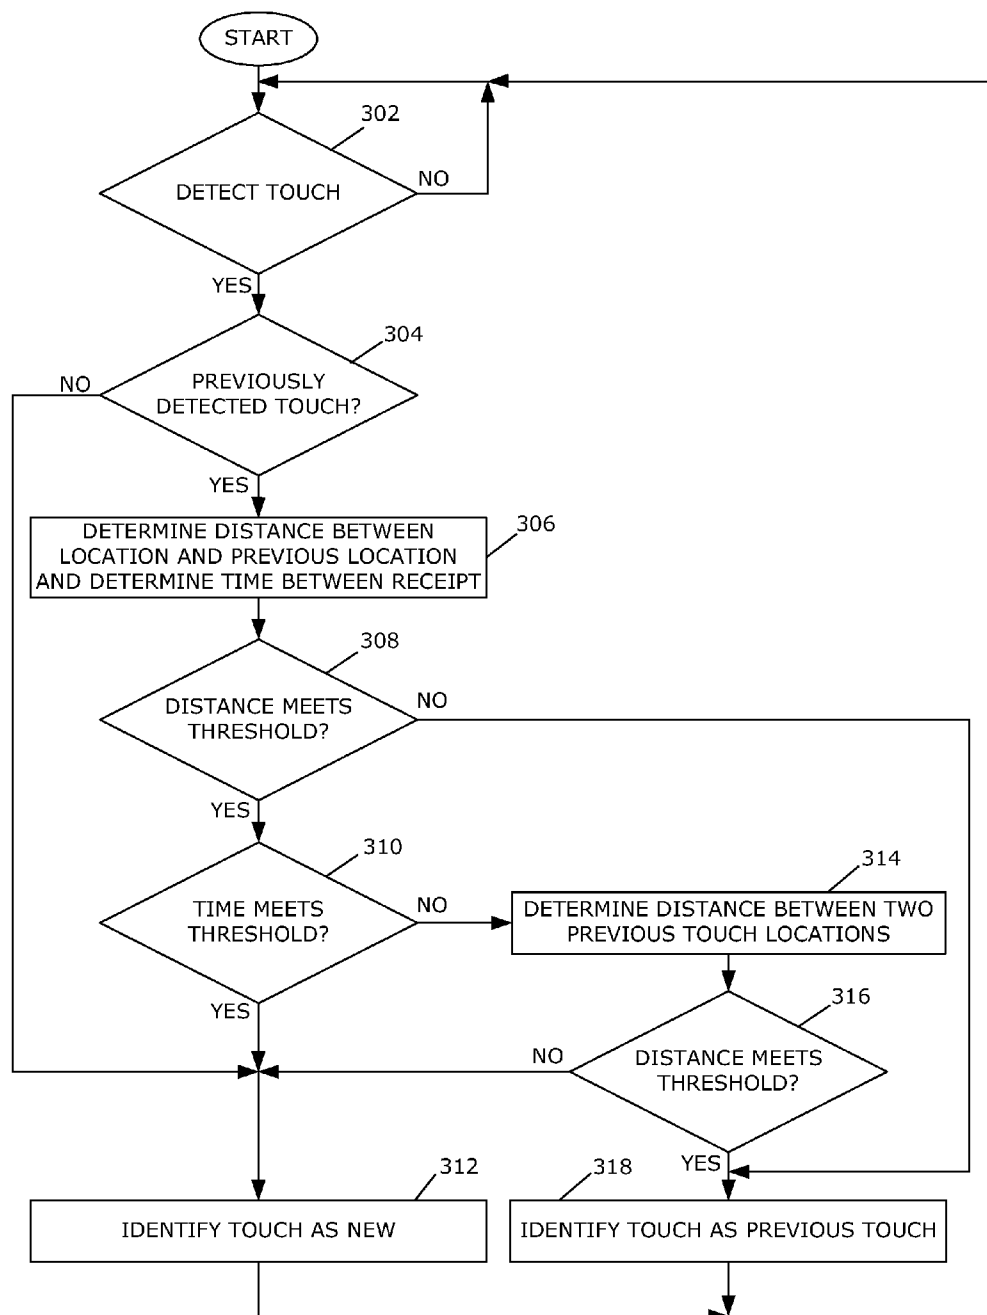 START
302
DETECT TOUCH
NO
YES
304
NO
PREVIOUSLY
DETECTED TOUCH?
YES
306
DETERMINE DISTANCE BETWEEN
LOCATION AND PREVIOUS LOCATION
AND DETERMINE TIME BETWEEN RECEIPT
308
DISTANCE MEETS
THRESHOLD?
NO
YES
310
TIME MEETS
THRESHOLD?
NO
YES
314
DETERMINE DISTANCE BETWEEN TWO
PREVIOUS TOUCH LOCATIONS
316
NO
DISTANCE MEETS
THRESHOLD?
YES
312
IDENTIFY TOUCH AS NEW
318
IDENTIFY TOUCH AS PREVIOUS TOUCH